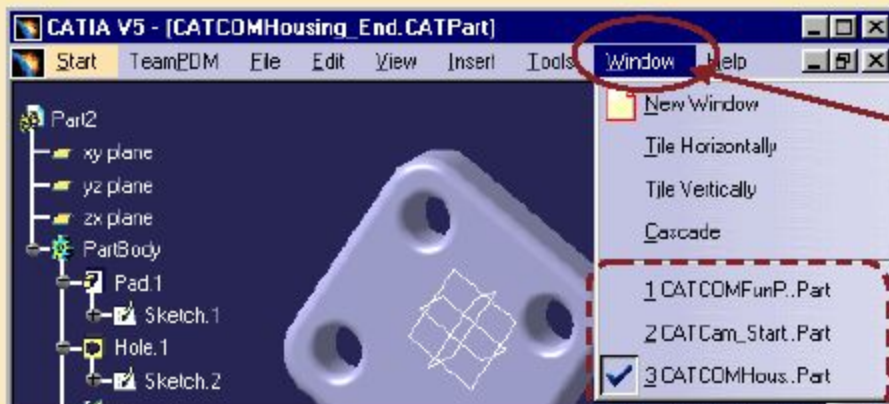 CATIA V5 - [CATCOMHousing_End.CATPart]
Start TeamPDM File Edit View Insert Tools Window Help
New Window
Tile Horizontally
Tile Vertically
Cascade
1 CATCOMFunP..Part
2 CATCam_Start..Part
3 CATCOMHous..Part
Part2
xy plane
yz plane
zx plane
PartBody
Pad.1
Sketch.1
Hole.1
Sketch.2